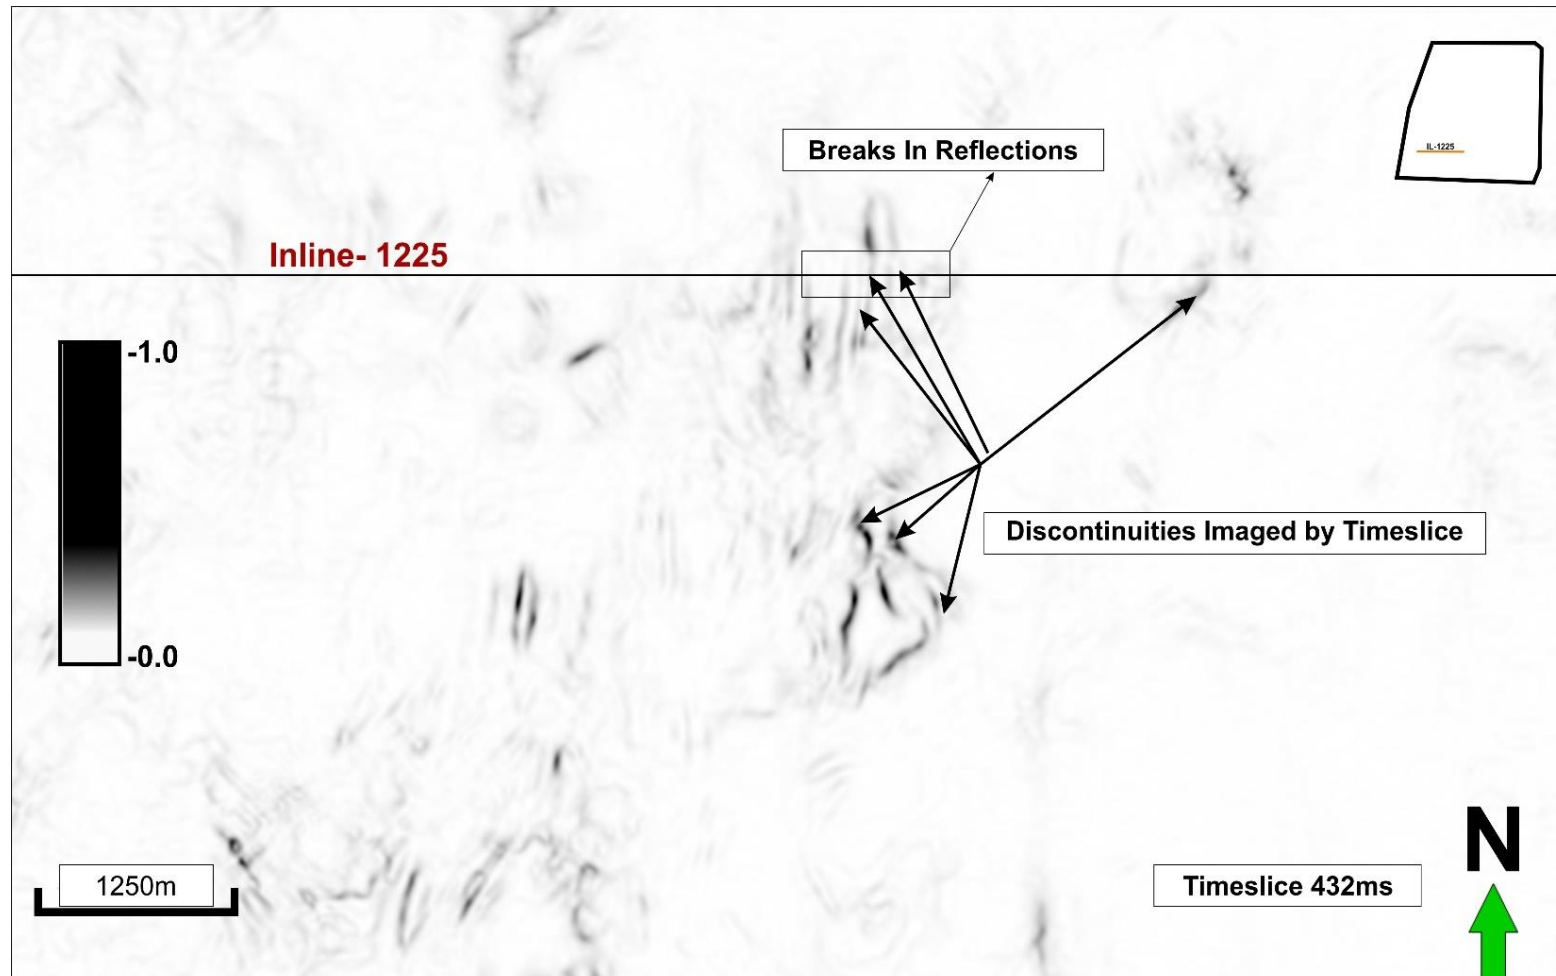 IL-1225
Breaks In Reflections
Inline- 1225
-1.0
Discontinuities Imaged by Timeslice
-0.0
N
1250m
Timeslice 432ms